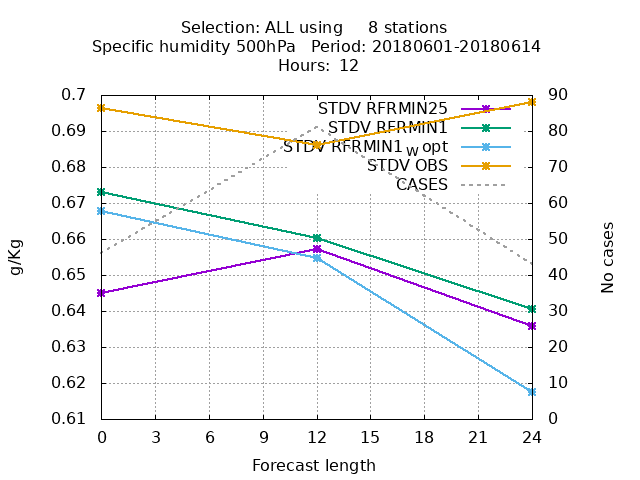 Selection: ALL using 8 stations
Specific humidity 500hPa Period: 20180601-20180614
Hours: 12
0.7
0.69
0.68
0.67
0.66
0.65
0.64
0.63
0.62
0.61
g/Kg
STDV RFRMIN25
STDV RFRMIN1
STDV RFRMIN1_W opt
STDV OBS
CASES
90
80
70
60
50
40
30
20
10
0
No cases
0 3 6 9 12 15 18 21 24
Forecast length